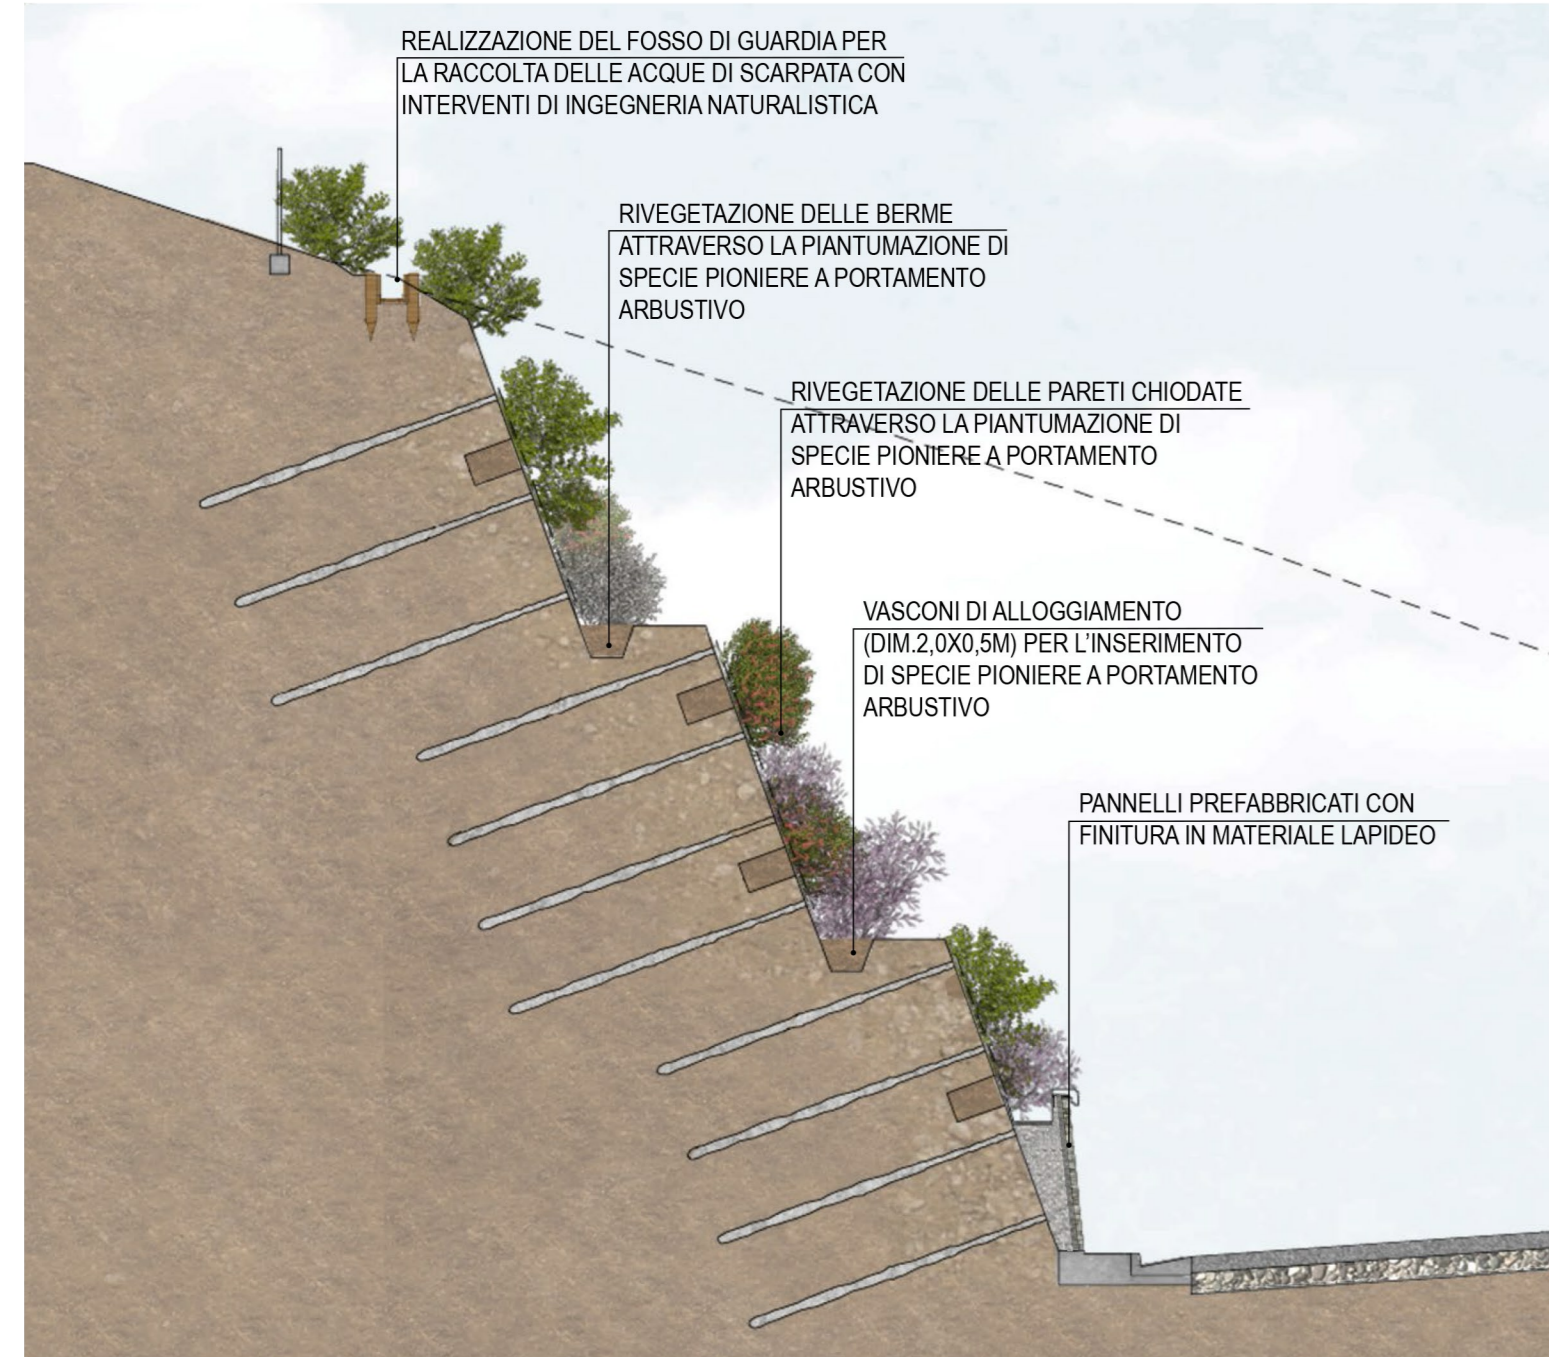 REALIZZAZIONE DEL FOSSO DI GUARDIA PER
LA RACCOLTA DELLE ACQUE DI SCARPATA CON
INTERVENTI DI INGEGNERIA NATURALISTICA
RIVEGETAZIONE DELLE BERME
ATTRAVERSO LA PIANTUMAZIONE DI
SPECIE PIONIERE A PORTAMENTO
ARBUSTIVO
RIVEGETAZIONE DELLE PARETI CHIODATE
ATTRAVERSO LA PIANTUMAZIONE DI
SPECIE PIONIERE A PORTAMENTO
ARBUSTIVO
VASCONI DI ALLOGGIAMENTO
(DIM.2,0X0,5M) PER L'INSERIMENTO
DI SPECIE PIONIERE A PORTAMENTO
ARBUSTIVO
PANNELLI PREFABBRICATI CON
FINITURA IN MATERIALE LAPIDEO